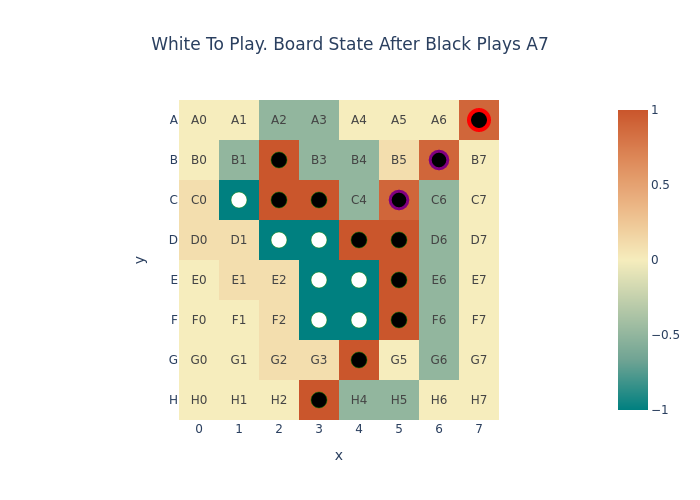 White To Play. Board State After Black Plays A7
A A0 A1 A2 A3 A4 A5 A6
B B0 B1 B3 B4 B5 B7
C C0 C4 C6 C7
D D0 D1 D6 D7
E E0 E1 E2 E6 E7
F F0 F1 F2 F6 F7
G G0 G1 G2 G3 G5 G6 G7
H H0 H1 H2 H4 H5 H6 H7
0 1 2 3 4 5 6 7
x
y
1
0.5
0
−0.5
−1